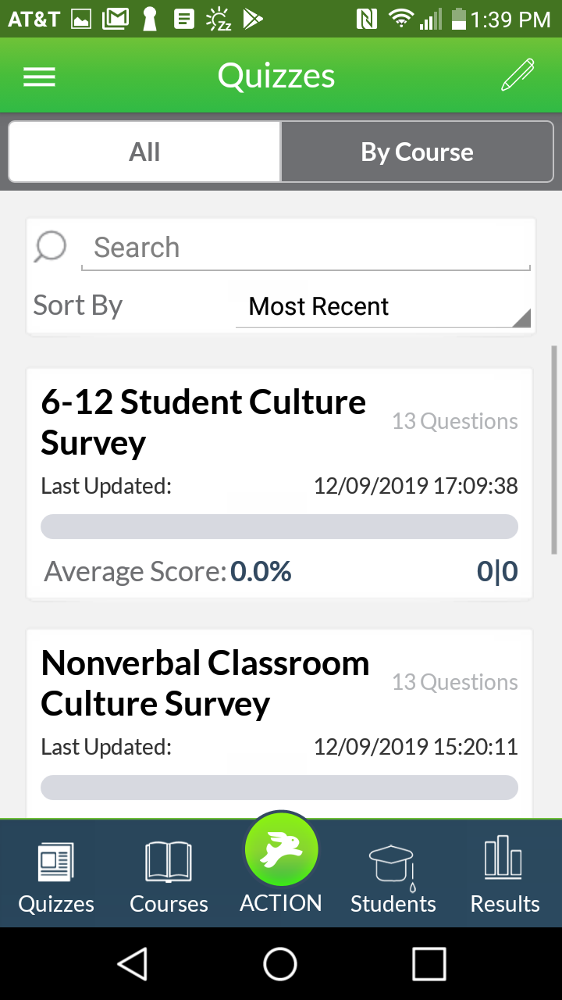 AT&T 1:39 PM
Quizzes
All By Course
Search
Sort By Most Recent
6-12 Student Culture
Survey
13 Questions
Last Updated: 12/09/2019 17:09:38
Average Score: 0.0% 0|0
Nonverbal Classroom
Culture Survey
13 Questions
Last Updated: 12/09/2019 15:20:11
Quizzes Courses ACTION Students Results